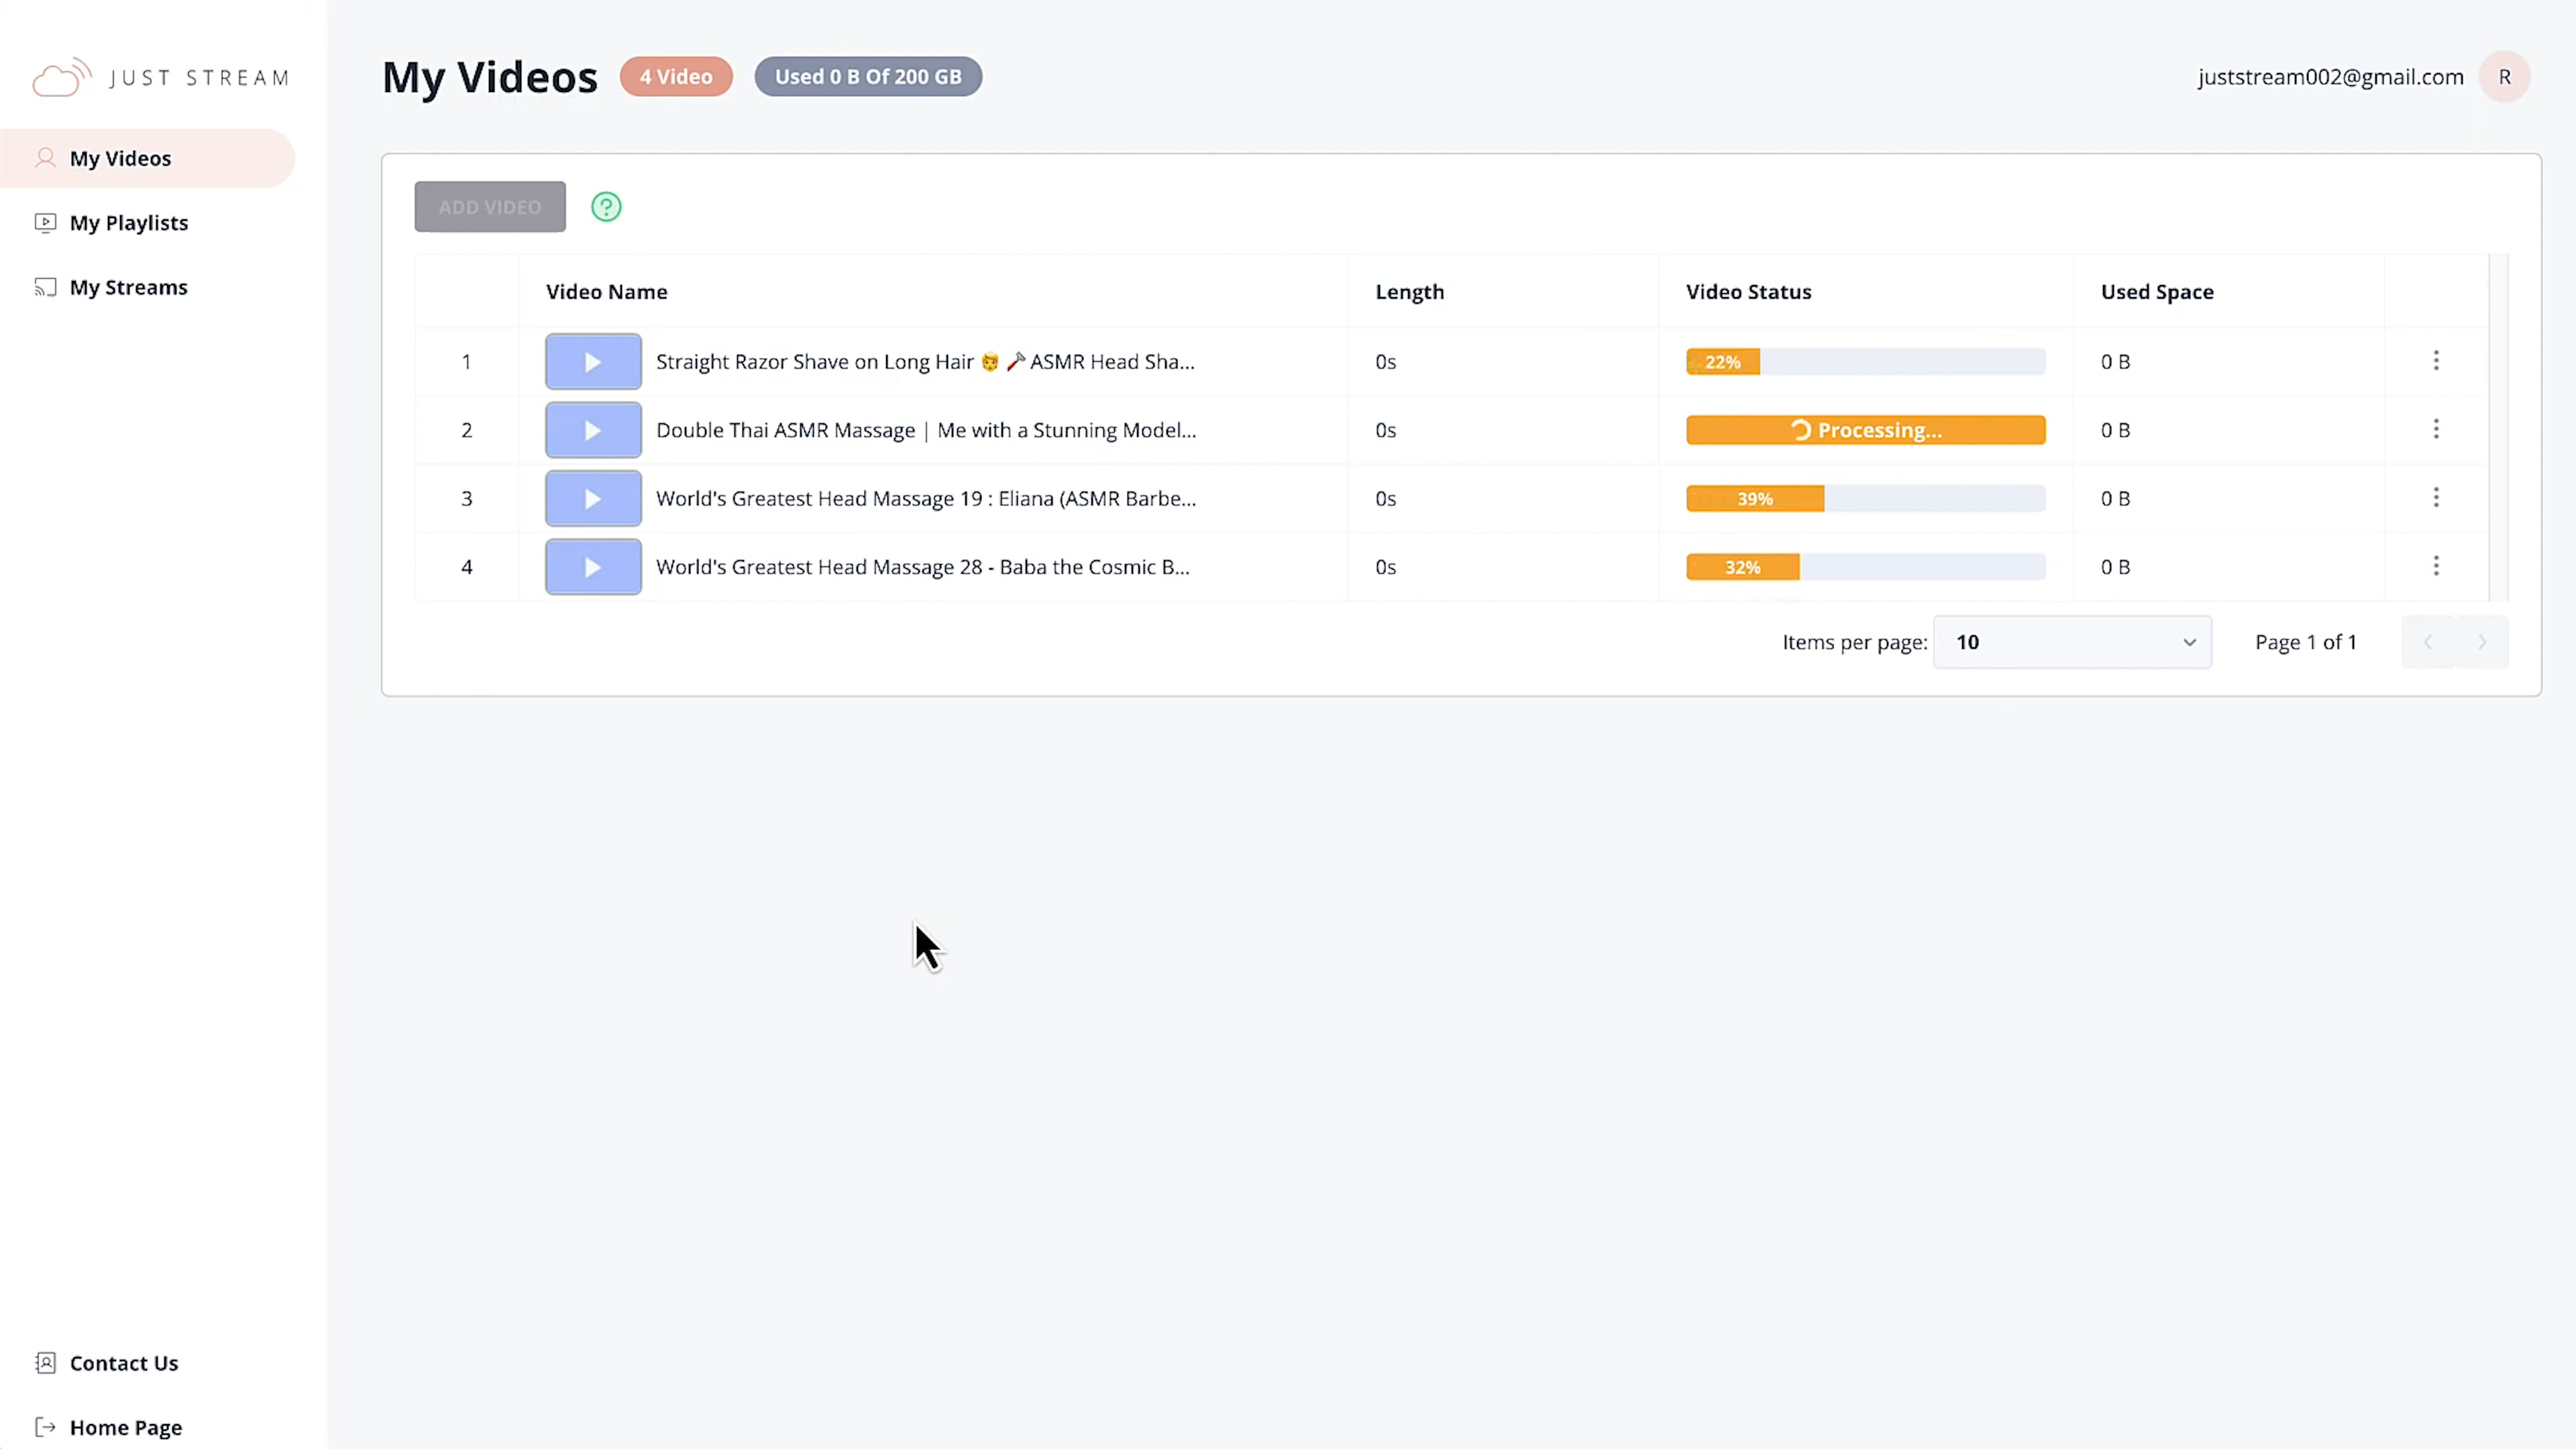 JUST STREAM
My Videos
4 Video
Used 0 B Of 200 GB
juststream002@gmail.com
R
My Videos
My Playlists
My Streams
ADD VIDEO
?
Video Name
Length
Video Status
Used Space
1
Straight Razor Shave on Long Hair 💆‍♂️ 🪒 ASMR Head Sha...
0s
22%
0 B
2
Double Thai ASMR Massage | Me with a Stunning Model...
0s
Processing...
0 B
3
World's Greatest Head Massage 19 : Eliana (ASMR Barbe...
0s
39%
0 B
4
World's Greatest Head Massage 28 - Baba the Cosmic B...
0s
32%
0 B
Items per page:
10
Page 1 of 1
Contact Us
Home Page